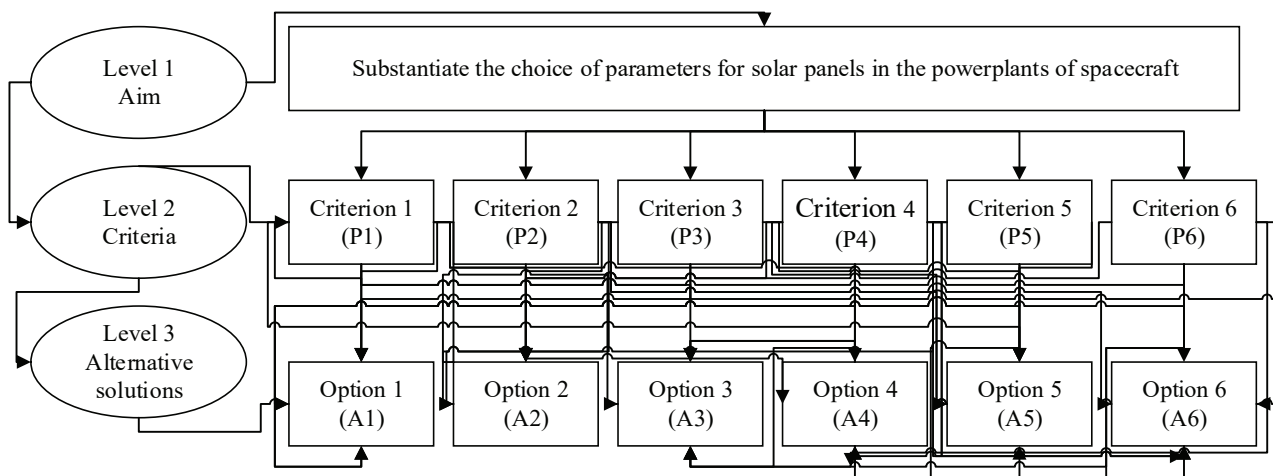 Level 1
Aim
Substantiate the choice of parameters for solar panels in the powerplants of spacecraft
Level 2
Criteria
Criterion 1
(P1)
Criterion 2
(P2)
Criterion 3
(P3)
Criterion 4
(P4)
Criterion 5
(P5)
Criterion 6
(P6)
Level 3
Alternative
solutions
Option 1
(A1)
Option 2
(A2)
Option 3
(A3)
Option 4
(A4)
Option 5
(A5)
Option 6
(A6)